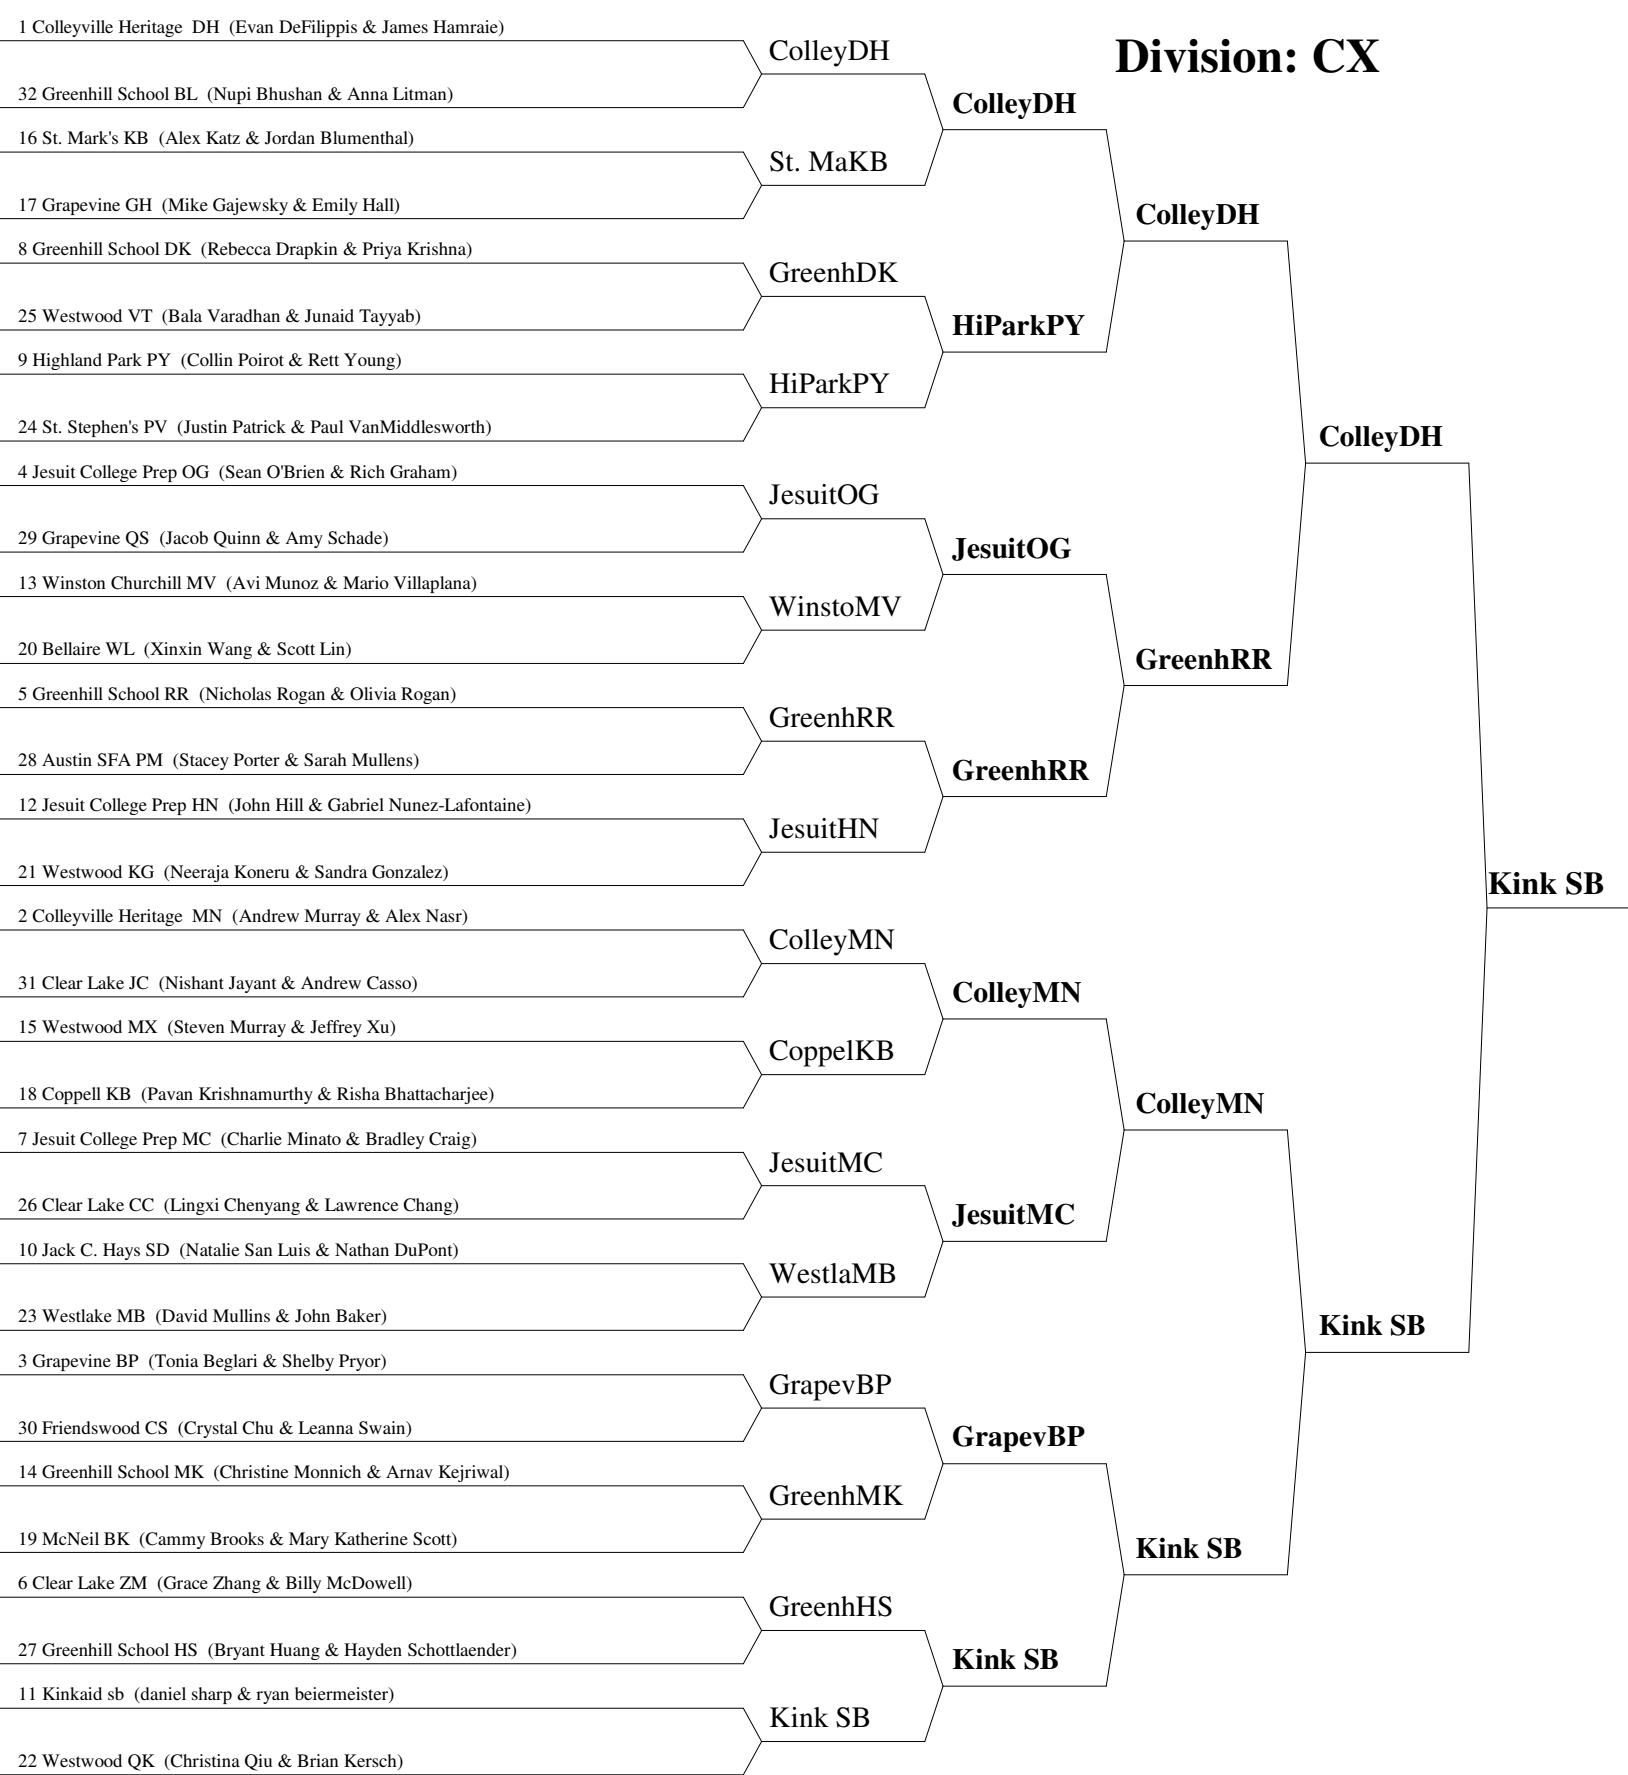 1 Colleyville Heritage  DH  (Evan DeFilippis & James Hamraie)
32 Greenhill School BL  (Nupi Bhushan & Anna Litman)
16 St. Mark's KB  (Alex Katz & Jordan Blumenthal)
17 Grapevine GH  (Mike Gajewsky & Emily Hall)
8 Greenhill School DK  (Rebecca Drapkin & Priya Krishna)
25 Westwood VT  (Bala Varadhan & Junaid Tayyab)
9 Highland Park PY  (Collin Poirot & Rett Young)
24 St. Stephen's PV  (Justin Patrick & Paul VanMiddlesworth)
4 Jesuit College Prep OG  (Sean O'Brien & Rich Graham)
29 Grapevine QS  (Jacob Quinn & Amy Schade)
13 Winston Churchill MV  (Avi Munoz & Mario Villaplana)
20 Bellaire WL  (Xinxin Wang & Scott Lin)
5 Greenhill School RR  (Nicholas Rogan & Olivia Rogan)
28 Austin SFA PM  (Stacey Porter & Sarah Mullens)
12 Jesuit College Prep HN  (John Hill & Gabriel Nunez-Lafontaine)
21 Westwood KG  (Neeraja Koneru & Sandra Gonzalez)
2 Colleyville Heritage  MN  (Andrew Murray & Alex Nasr)
31 Clear Lake JC  (Nishant Jayant & Andrew Casso)
15 Westwood MX  (Steven Murray & Jeffrey Xu)
18 Coppell KB  (Pavan Krishnamurthy & Risha Bhattacharjee)
7 Jesuit College Prep MC  (Charlie Minato & Bradley Craig)
26 Clear Lake CC  (Lingxi Chenyang & Lawrence Chang)
10 Jack C. Hays SD  (Natalie San Luis & Nathan DuPont)
23 Westlake MB  (David Mullins & John Baker)
3 Grapevine BP  (Tonia Beglari & Shelby Pryor)
30 Friendswood CS  (Crystal Chu & Leanna Swain)
14 Greenhill School MK  (Christine Monnich & Arnav Kejriwal)
19 McNeil BK  (Cammy Brooks & Mary Katherine Scott)
6 Clear Lake ZM  (Grace Zhang & Billy McDowell)
27 Greenhill School HS  (Bryant Huang & Hayden Schottlaender)
11 Kinkaid sb  (daniel sharp & ryan beiermeister)
22 Westwood QK  (Christina Qiu & Brian Kersch)
ColleyDH
St. MaKB
GreenhDK
HiParkPY
JesuitOG
WinstoMV
GreenhRR
JesuitHN
ColleyMN
CoppelKB
JesuitMC
WestlaMB
GrapevBP
GreenhMK
GreenhHS
Kink SB
ColleyDH
HiParkPY
JesuitOG
GreenhRR
ColleyMN
JesuitMC
GrapevBP
Kink SB
Division: CX
ColleyDH
GreenhRR
ColleyMN
Kink SB
ColleyDH
Kink SB
Kink SB